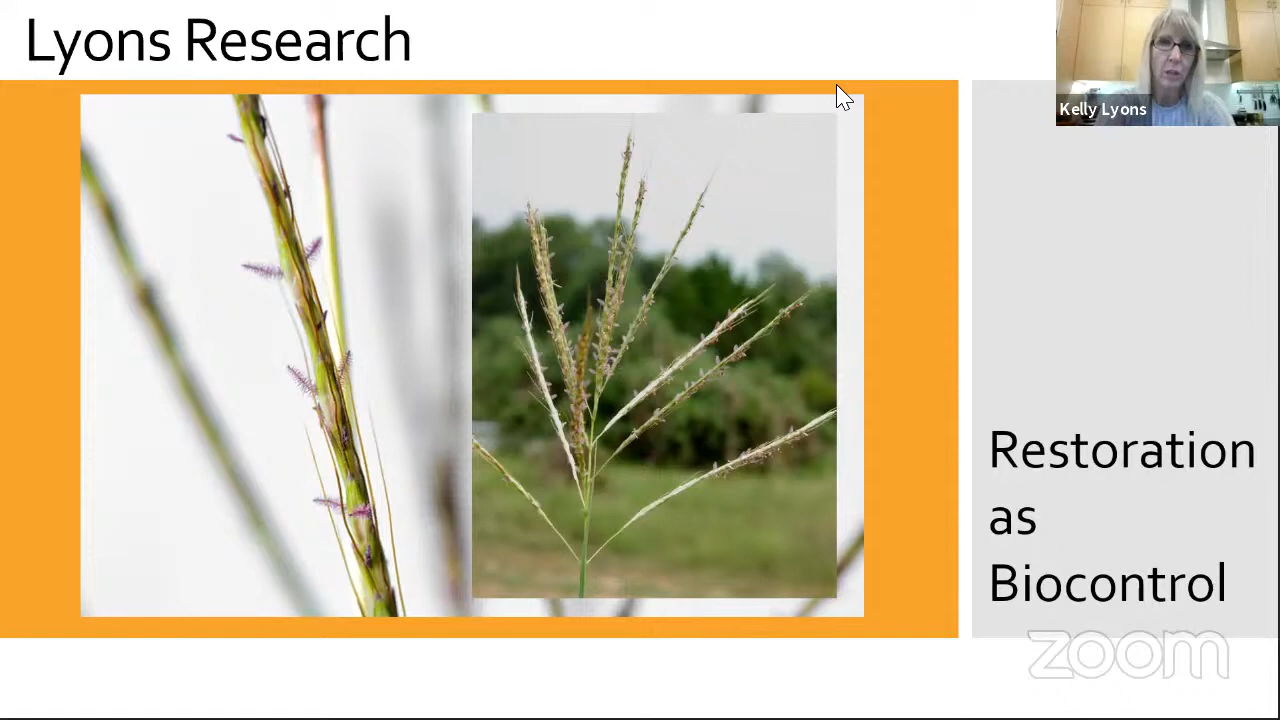 Lyons Research
Kelly Lyons
Restoration
as
Biocontrol
zoom